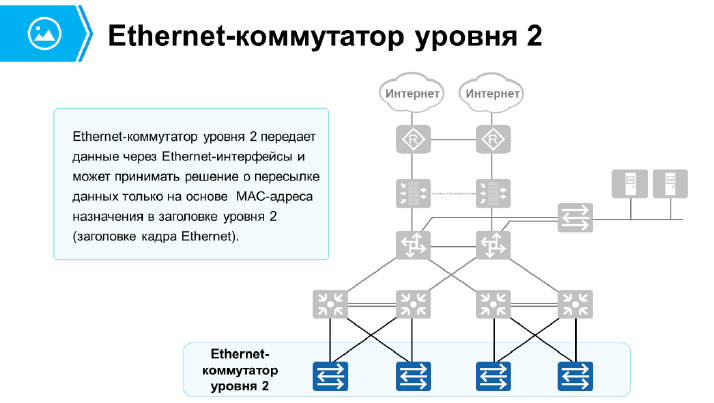 Ethernet-коммутатор уровня 2
Интернет
Интернет
R
R
Ethernet-коммутатор уровня 2 передает
данные через Ethernet-интерфейсы и
может принимать решение о пересылке
данных только на основе MAC-адреса
назначения в заголовке уровня 2
(заголовке кадра Ethernet).
Ethernet-
коммутатор
уровня 2